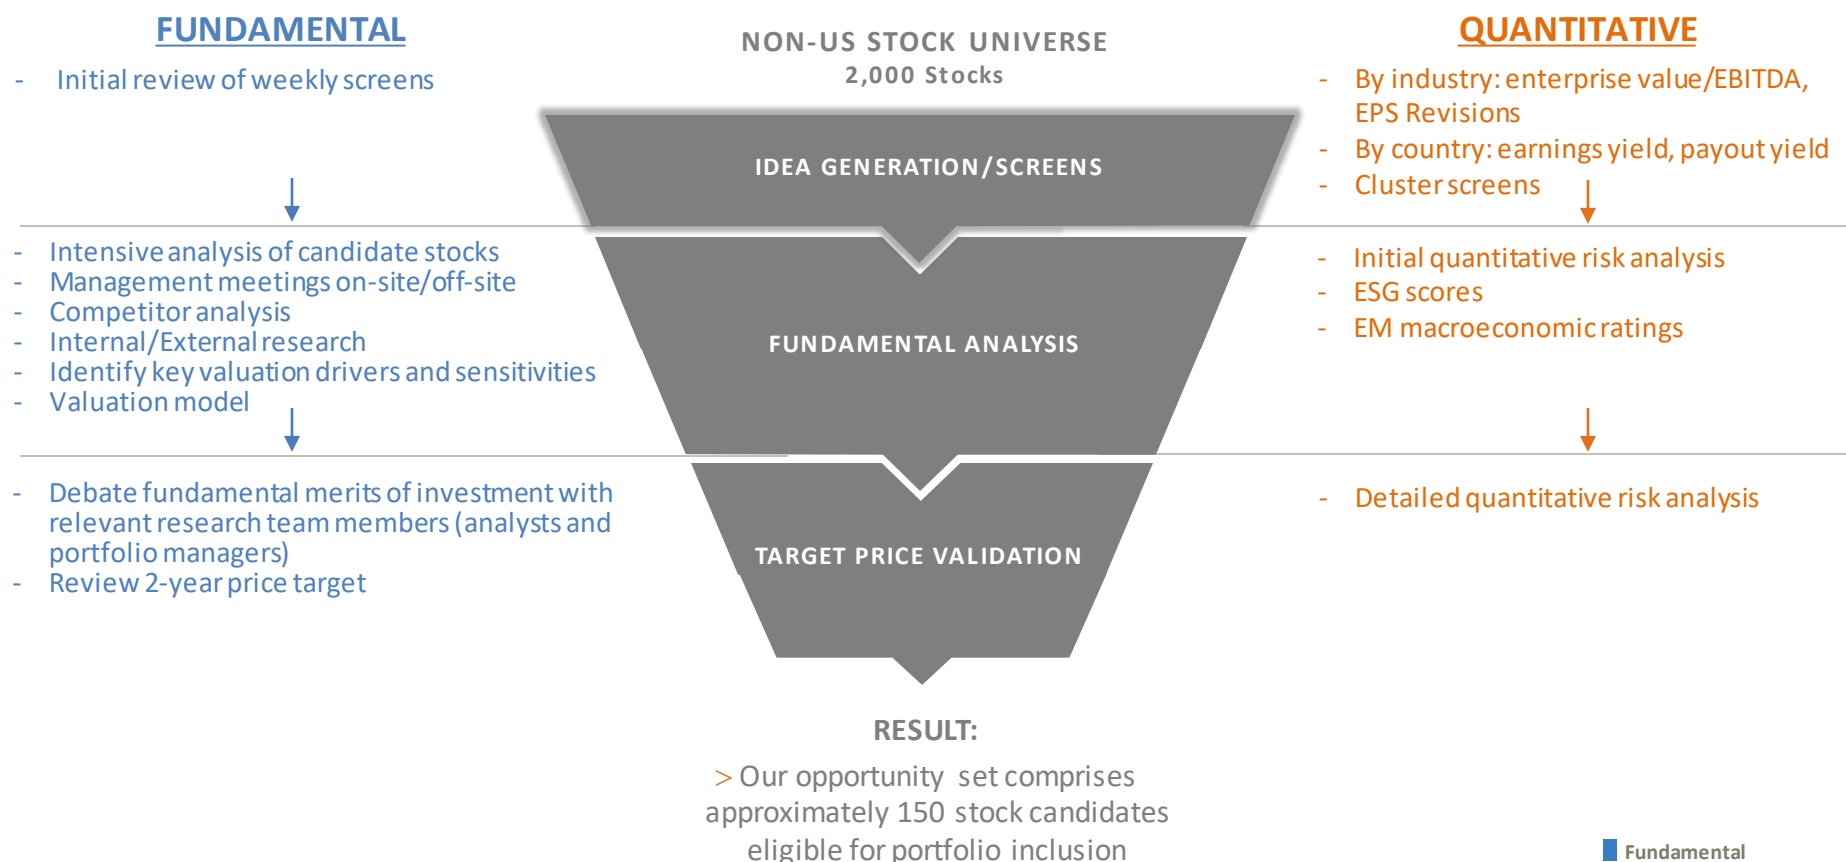 FUNDAMENTAL
- Initial review of weekly screens
NON-US STOCK UNIVERSE
2,000 Stocks
QUANTITATIVE
- By industry: enterprise value/EBITDA,
EPS Revisions
- By country: earnings yield, payout yield
- Cluster screens
IDEA GENERATION/SCREENS
- Intensive analysis of candidate stocks
- Management meetings on-site/off-site
- Competitor analysis
- Internal/External research
- Identify key valuation drivers and sensitivities
- Valuation model
FUNDAMENTAL ANALYSIS
- Initial quantitative risk analysis
- ESG scores
- EM macroeconomic ratings
- Debate fundamental merits of investment with
relevant research team members (analysts and
portfolio managers)
- Review 2-year price target
TARGET PRICE VALIDATION
- Detailed quantitative risk analysis
RESULT:
> Our opportunity set comprises
approximately 150 stock candidates
eligible for portfolio inclusion
Fundamental